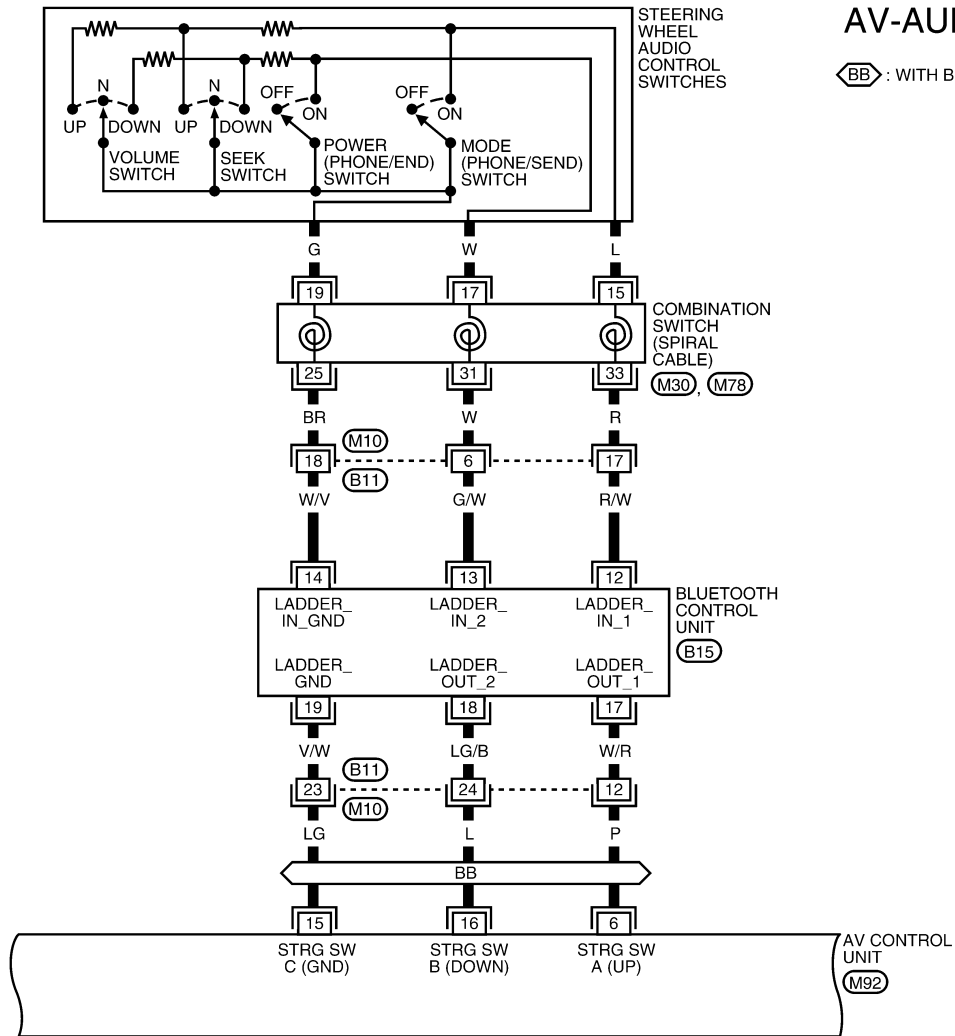 STEERING
WHEEL
AUDIO
CONTROL
SWITCHES
AV-AU
BB : WITH B
N
UP
DOWN
VOLUME
SWITCH
N
UP
DOWN
SEEK
SWITCH
OFF
ON
POWER
(PHONE/END)
SWITCH
OFF
ON
MODE
(PHONE/SEND)
SWITCH
G W L
19 17 15
COMBINATION
SWITCH
(SPIRAL
CABLE)
M30, M78
25 31 33
BR W R
M10
18 6 17
B11
W/V G/W R/W
14 13 12
LADDER_
IN_GND
LADDER_
IN_2
LADDER_
IN_1
BLUETOOTH
CONTROL
UNIT
B15
LADDER_
GND
LADDER_
OUT_2
LADDER_
OUT_1
19 18 17
V/W LG/B W/R
B11
23 24 12
M10
LG L P
BB
15 16 6
STRG SW
C (GND)
STRG SW
B (DOWN)
STRG SW
A (UP)
AV CONTROL
UNIT
M92